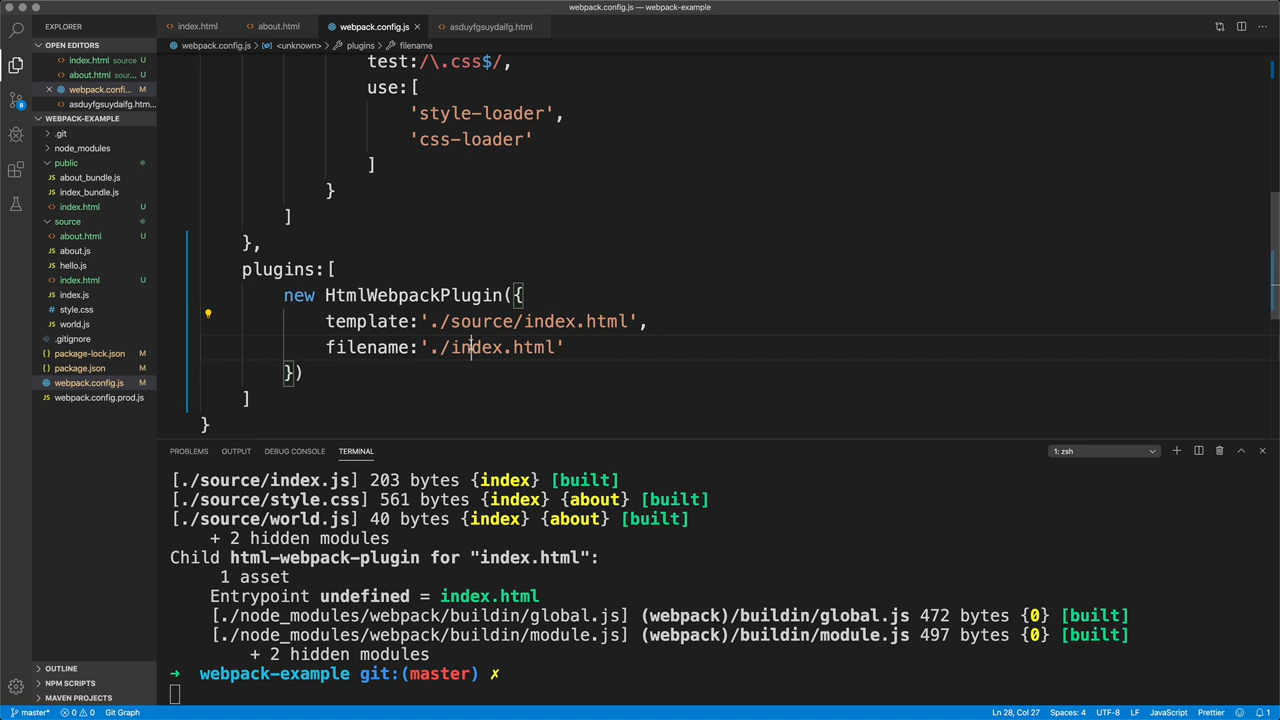 webpack.config.js — webpack-example
EXPLORER
index.html
about.html
webpack.config.js ×
asduyfgsuydaifg.html
OPEN EDITORS
webpack.config.js > <unknown> > plugins > filename
index.html source U
about.html sour... U
× webpack.confi... M
asduyfgsuydaifg.htm...
WEBPACK-EXAMPLE
.git
node_modules
public
about_bundle.js
index_bundle.js
index.html U
source
about.html U
about.js
hello.js
index.html U
index.js
style.css
world.js
.gitignore
package-lock.json M
package.json M
webpack.config.js M
webpack.config.prod.js
OUTLINE
NPM SCRIPTS
MAVEN PROJECTS
8
test:/\.css$/,
use:[
'style-loader',
'css-loader'
]
}
]
},
plugins:[
new HtmlWebpackPlugin({
template:'./source/index.html',
filename:'./index.html'
})
]
}
PROBLEMS OUTPUT DEBUG CONSOLE TERMINAL 1: zsh
[./source/index.js] 203 bytes {index} [built]
[./source/style.css] 561 bytes {index} {about} [built]
[./source/world.js] 40 bytes {index} {about} [built]
+ 2 hidden modules
Child html-webpack-plugin for "index.html":
1 asset
Entrypoint undefined = index.html
[./node_modules/webpack/buildin/global.js] (webpack)/buildin/global.js 472 bytes {0} [built]
[./node_modules/webpack/buildin/module.js] (webpack)/buildin/module.js 497 bytes {0} [built]
+ 2 hidden modules
➜ webpack-example git:(master) ✗
master* 0 0 Git Graph Ln 28, Col 27 Spaces: 4 UTF-8 LF JavaScript Prettier 1